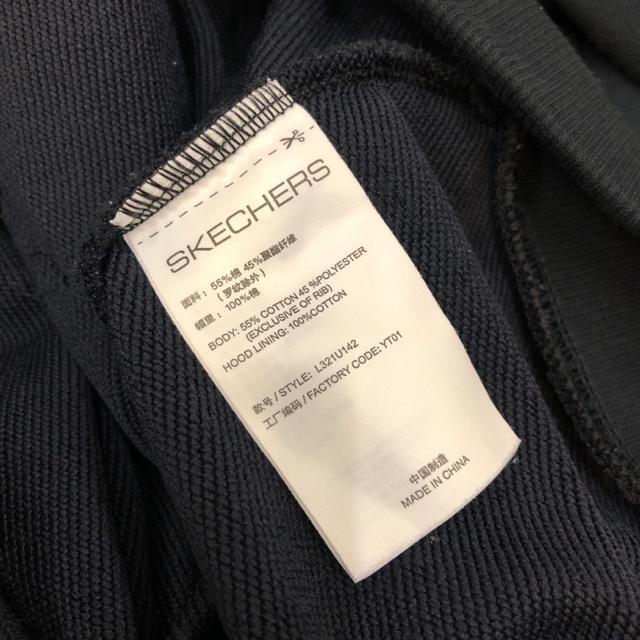 SKECHERS
面料：55%棉 45%聚酯纤维
（罗纹除外）
帽里：100%棉
BODY: 55% COTTON 45 %POLYESTER
(EXCLUSIVE OF RIB)
HOOD LINING: 100%COTTON
款号 / STYLE: L321U142
工厂编码 / FACTORY CODE: YT01
中国制造
MADE IN CHINA